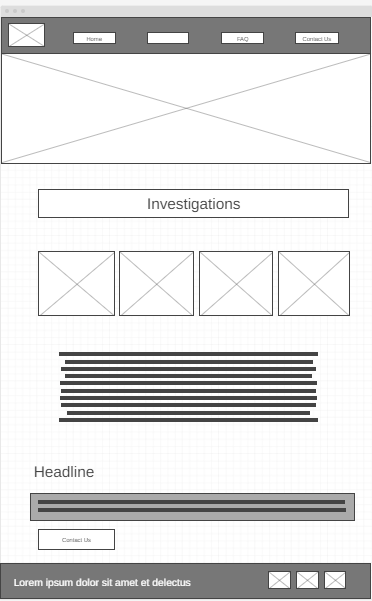 Home
FAQ
Contact Us
Investigations
Headline
Contact Us
Lorem ipsum dolor sit amet et delectus